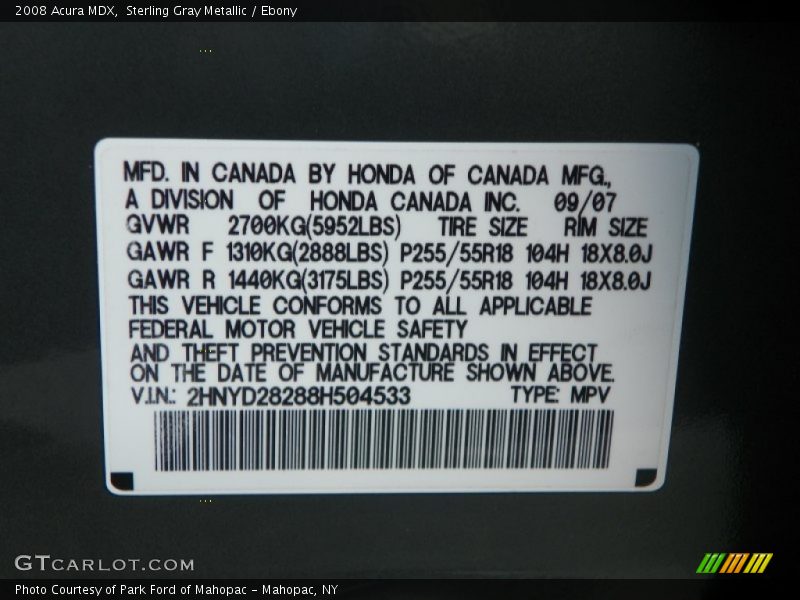 2008 Acura MDX, Sterling Gray Metallic / Ebony
MFD. IN CANADA BY HONDA OF CANADA MFG.,
A DIVISION OF HONDA CANADA INC. 09/07
GVWR 2700KG(5952LBS) TIRE SIZE RIM SIZE
GAWR F 1310KG(2888LBS) P255/55R18 104H 18X8.0J
GAWR R 1440KG(3175LBS) P255/55R18 104H 18X8.0J
THIS VEHICLE CONFORMS TO ALL APPLICABLE
FEDERAL MOTOR VEHICLE SAFETY
AND THEFT PREVENTION STANDARDS IN EFFECT
ON THE DATE OF MANUFACTURE SHOWN ABOVE.
V.I.N.: 2HNYD28288H504533 TYPE: MPV
GTCARLOT.COM
Photo Courtesy of Park Ford of Mahopac - Mahopac, NY